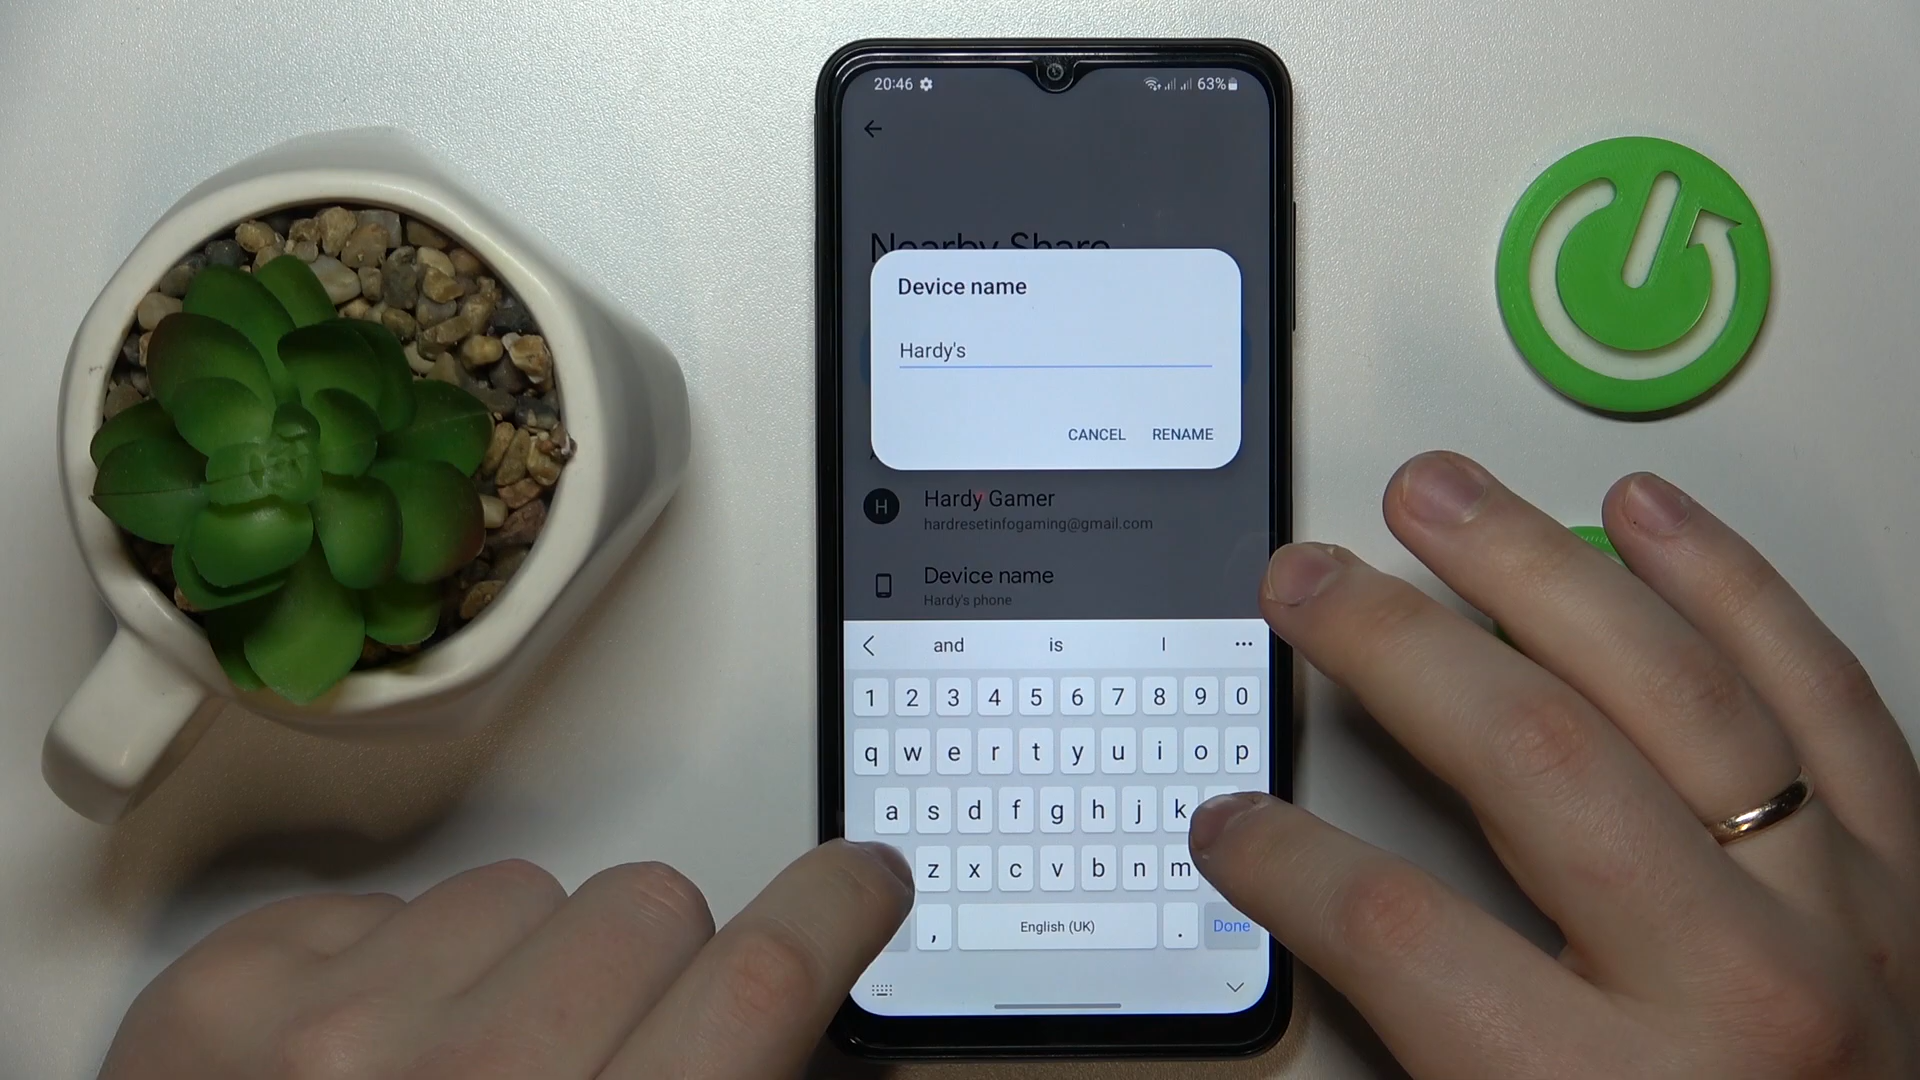 20:46 63%
Nearby Share
Device name
Hardy's
CANCEL RENAME
H Hardy Gamer
hardresetinfogaming@gmail.com
Device name
Hardy's phone
and is I ...
1 2 3 4 5 6 7 8 9 0
q w e r t y u i o p
a s d f g h j k
z x c v b n m
, English (UK) . Done